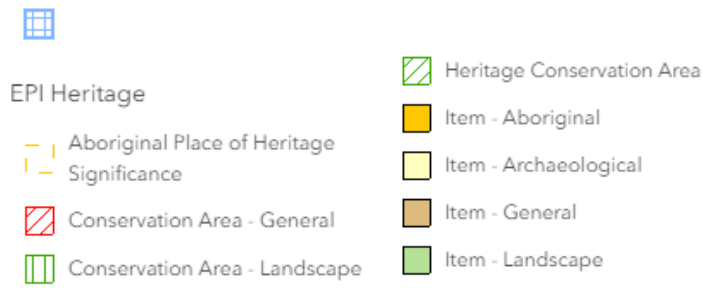 EPI Heritage
Aboriginal Place of Heritage
Significance
Conservation Area - General
Conservation Area - Landscape
Heritage Conservation Area
Item - Aboriginal
Item - Archaeological
Item - General
Item - Landscape